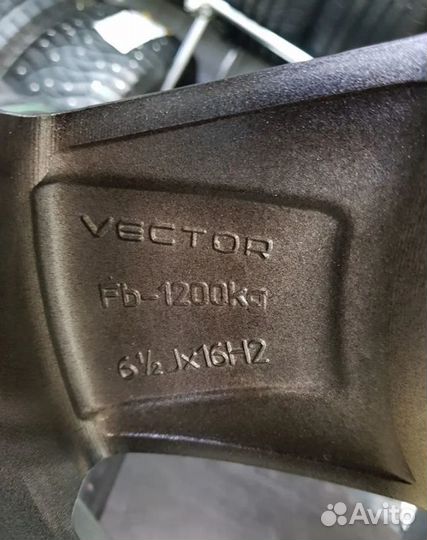 VECTOR
Fb-1200kg
6½Jx16H2
Avito